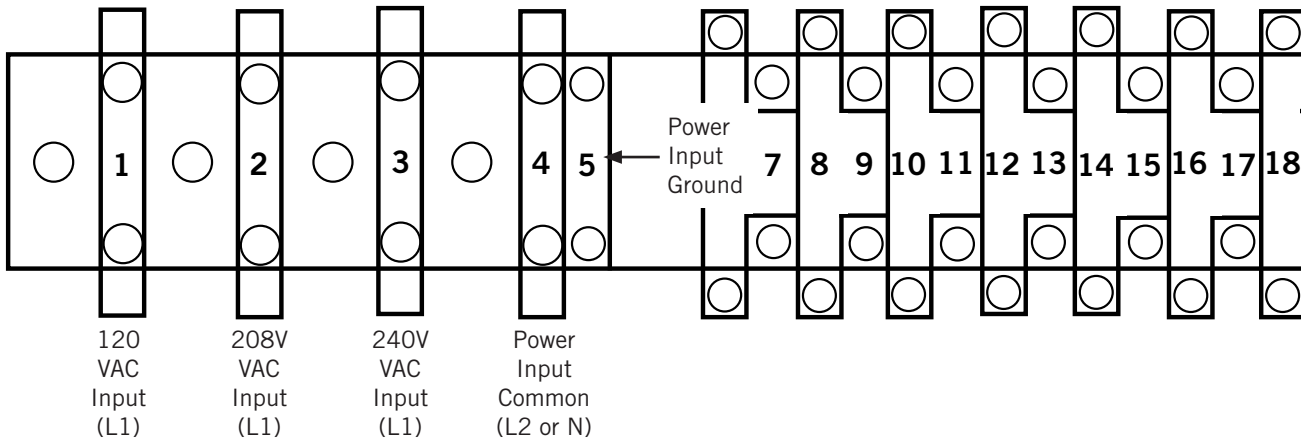 1 2 3 4 5 7 8 9 10 11 12 13 14 15 16 17 18
Power
Input
Ground
120
VAC
Input
(L1)
208V
VAC
Input
(L1)
240V
VAC
Input
(L1)
Power
Input
Common
(L2 or N)